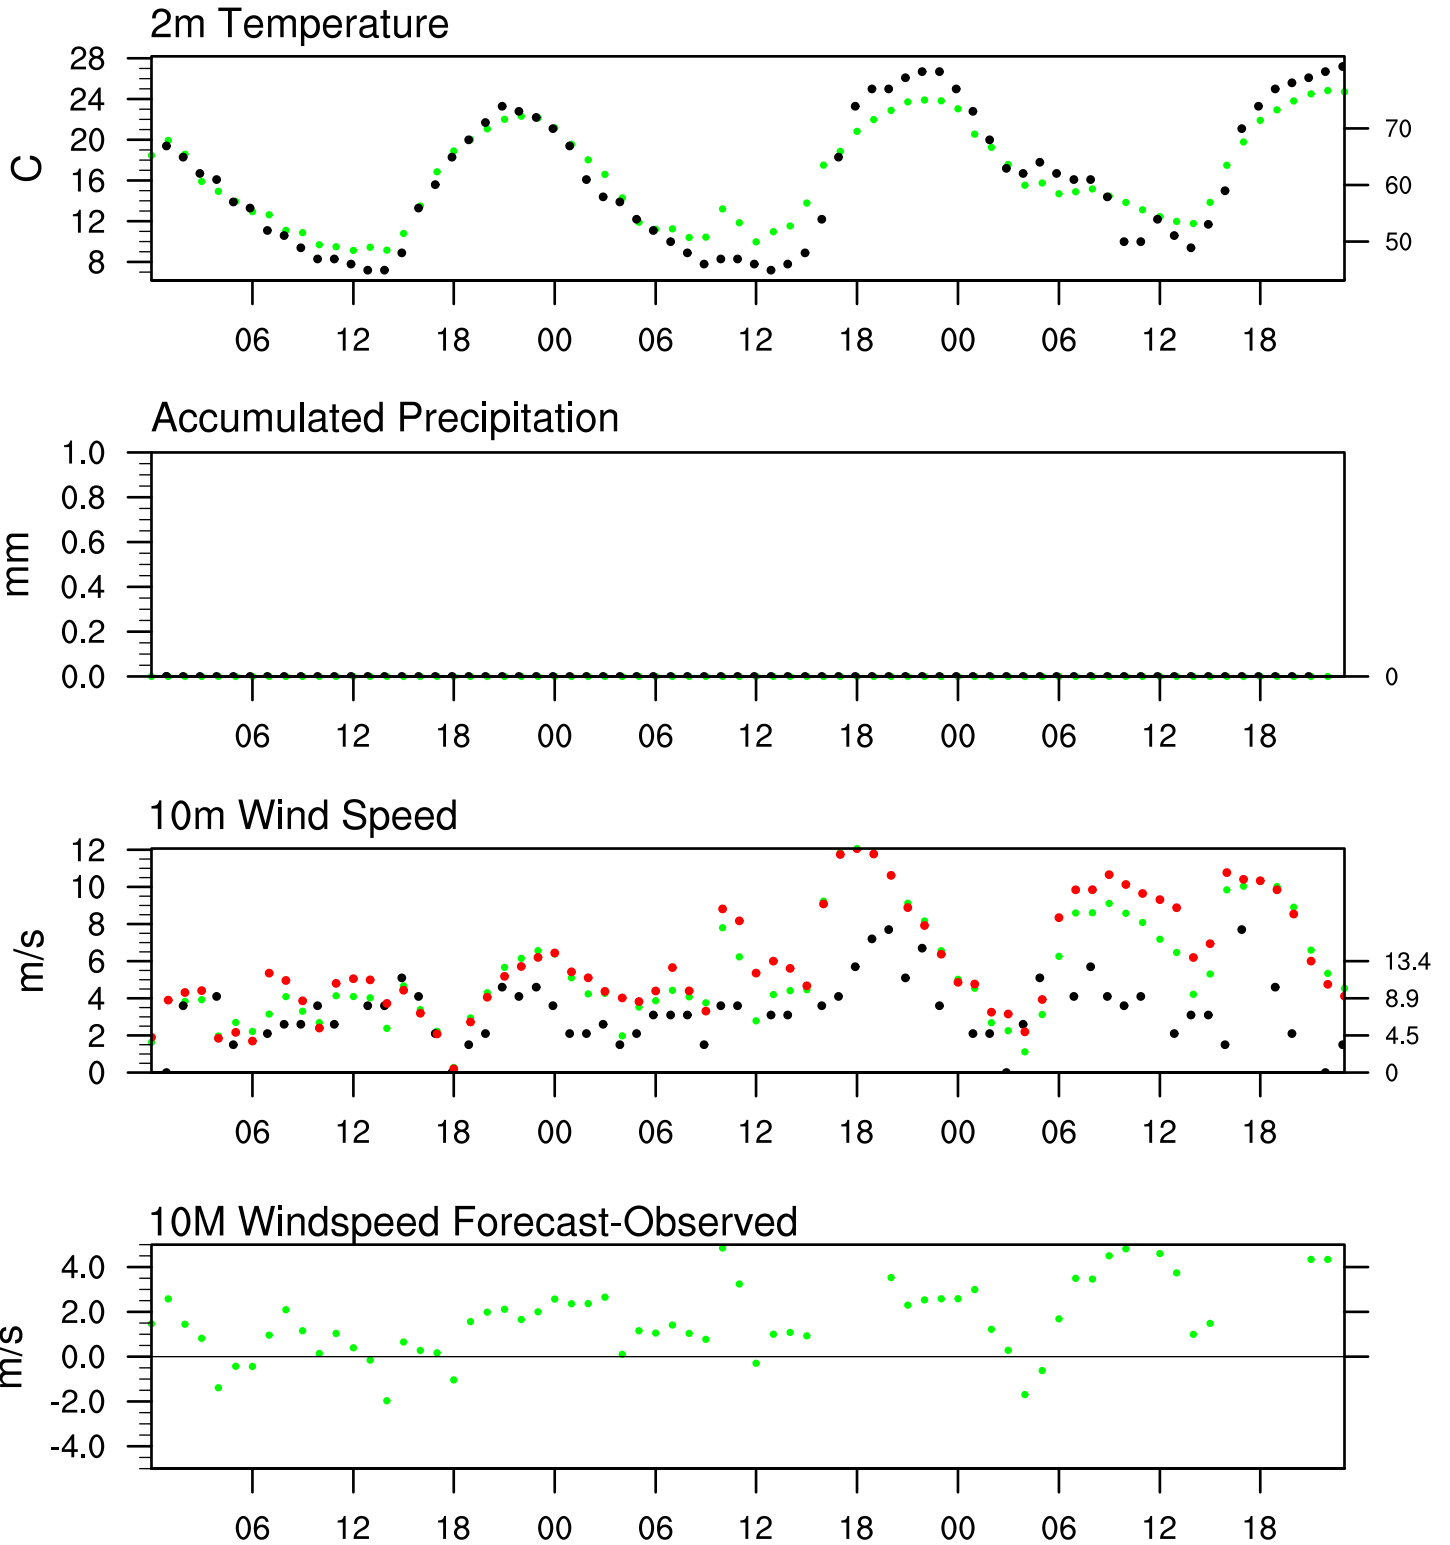 2m Temperature
28
24
20
16
12
8
C
70
60
50
06 12 18 00 06 12 18 00 06 12 18
Accumulated Precipitation
1.0
0.8
0.6
0.4
0.2
0.0
mm
0
06 12 18 00 06 12 18 00 06 12 18
10m Wind Speed
12
10
8
6
4
2
0
m/s
13.4
8.9
4.5
0
06 12 18 00 06 12 18 00 06 12 18
10M Windspeed Forecast-Observed
4.0
2.0
0.0
-2.0
-4.0
m/s
06 12 18 00 06 12 18 00 06 12 18